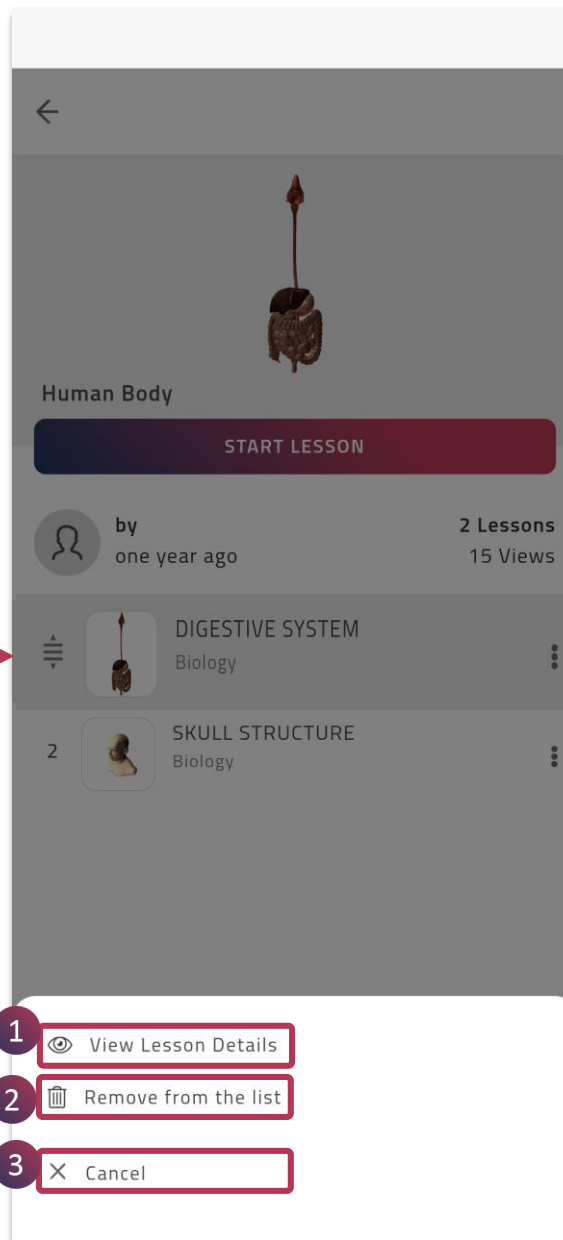 Human Body
START LESSON
by
2 Lessons
one year ago
15 Views
DIGESTIVE SYSTEM
Biology
2
SKULL STRUCTURE
Biology
1
View Lesson Details
2
Remove from the list
3
Cancel